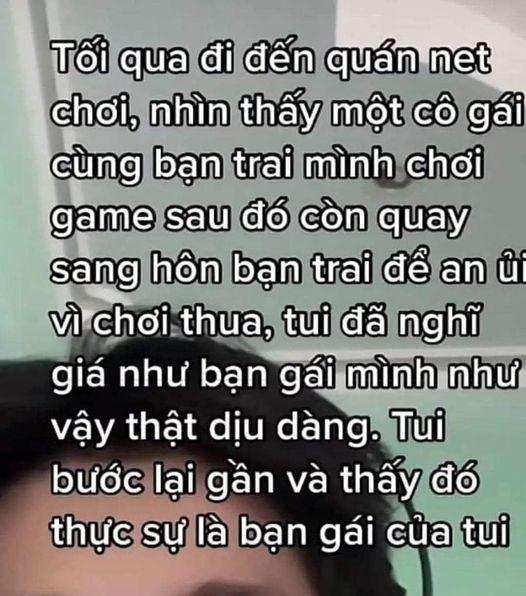 Tối qua đi đến quán net
chơi, nhìn thấy một cô gái
cùng bạn trai mình chơi
game sau đó còn quay
sang hôn bạn trai để an ủi
vì chơi thua, tui đã nghĩ
giá như bạn gái mình như
vậy thật dịu dàng. Tui
bước lại gần và thấy đó
thực sự là bạn gái của tui